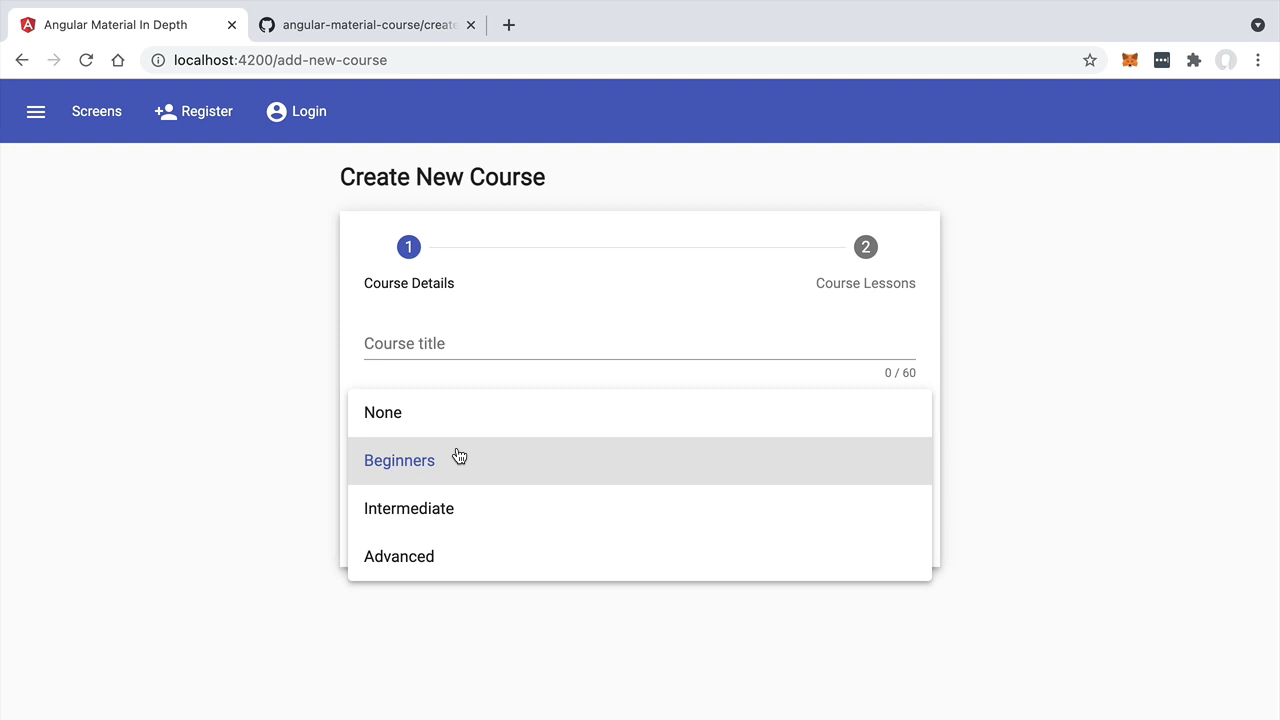 Angular Material In Depth
angular-material-course/create
localhost:4200/add-new-course
Screens
Register
Login
Create New Course
1
2
Course Details
Course Lessons
Course title
0 / 60
None
Beginners
Intermediate
Advanced